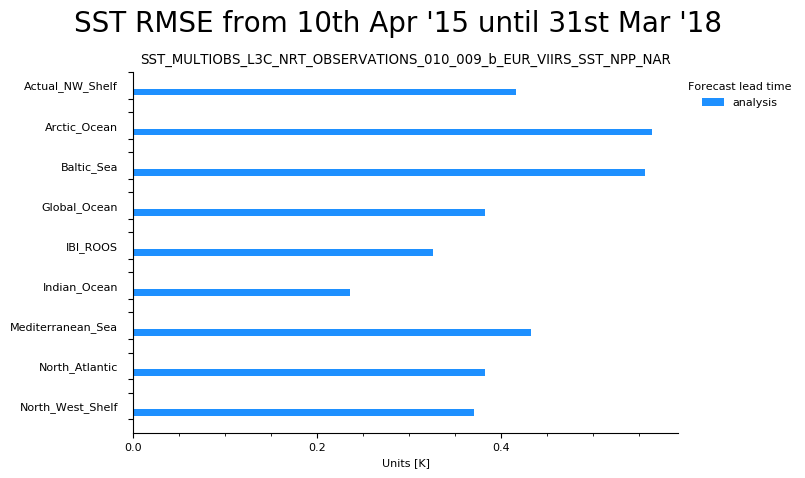 SST RMSE from 10th Apr '15 until 31st Mar '18
SST_MULTIOBS_L3C_NRT_OBSERVATIONS_010_009_b_EUR_VIIRS_SST_NPP_NAR
Forecast lead time
analysis
Actual_NW_Shelf
Arctic_Ocean
Baltic_Sea
Global_Ocean
IBI_ROOS
Indian_Ocean
Mediterranean_Sea
North_Atlantic
North_West_Shelf
0.0 0.2 0.4
Units [K]